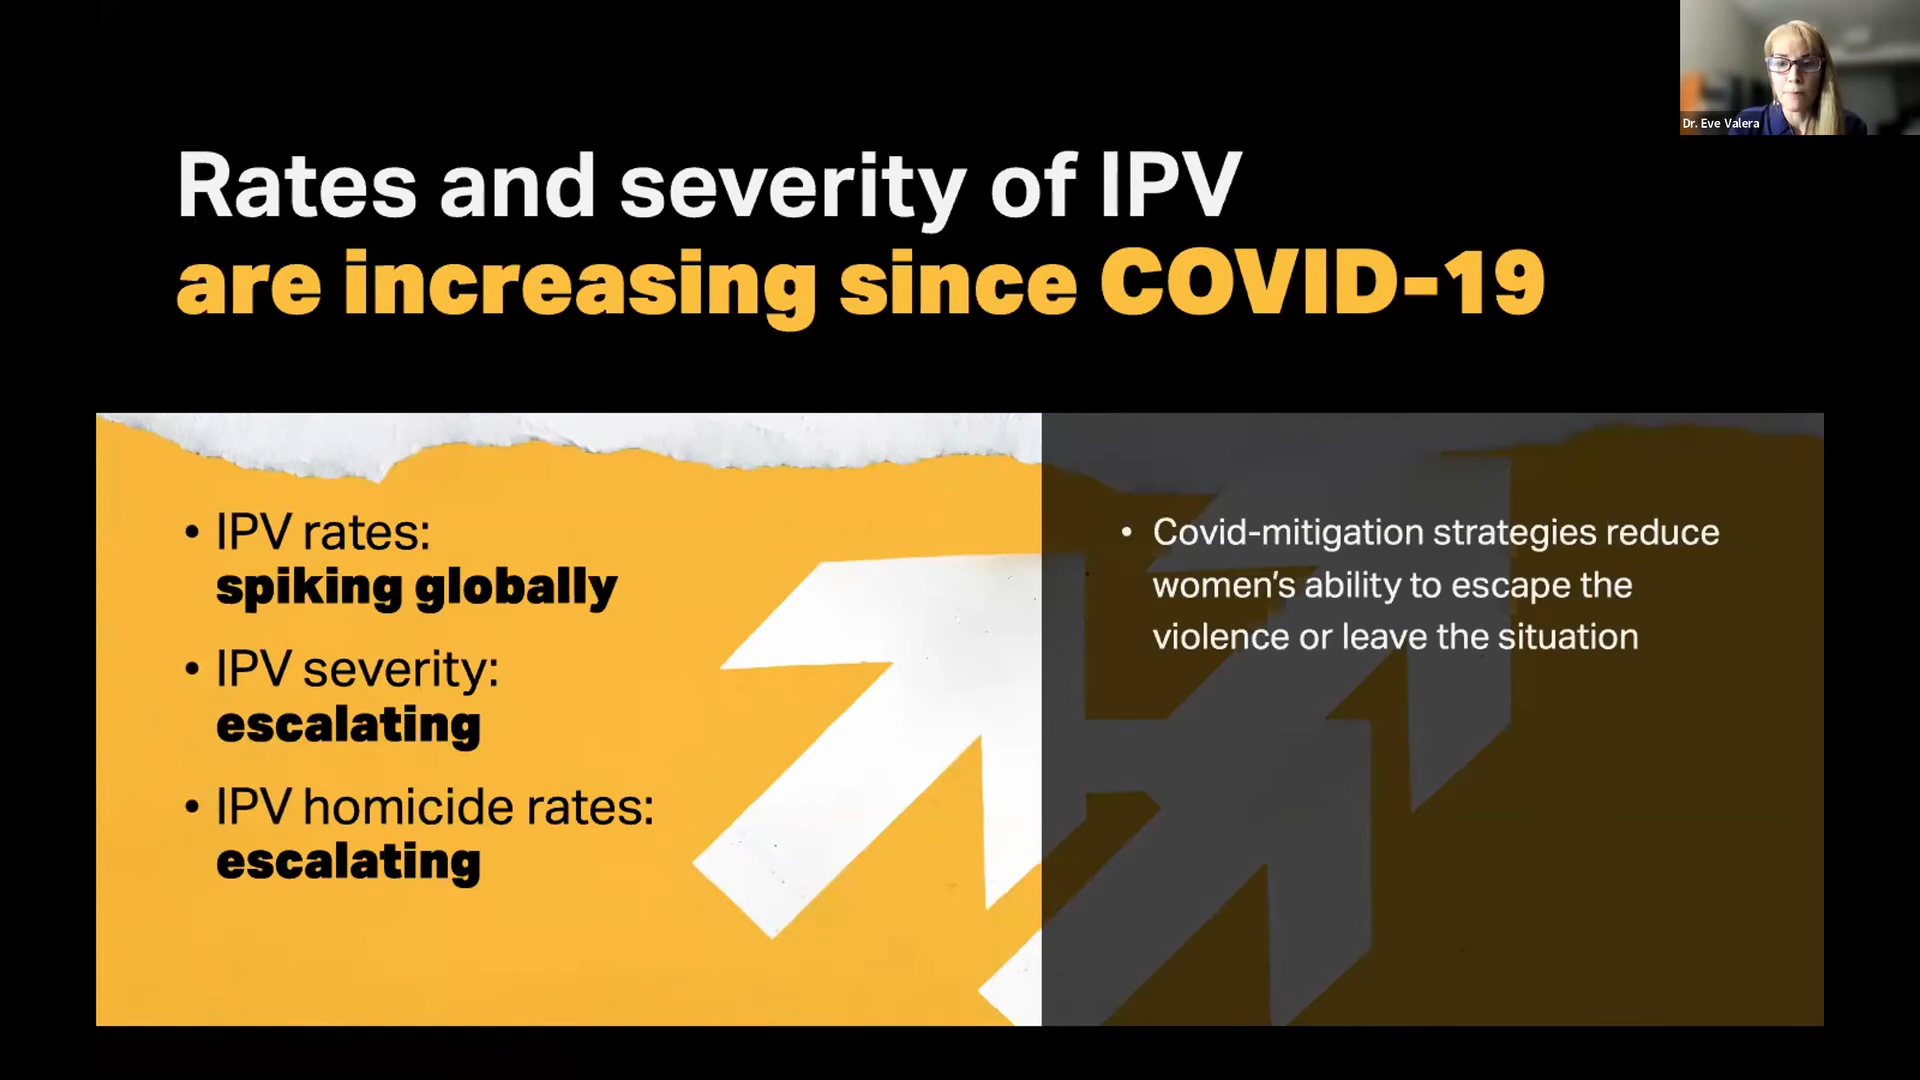 Dr. Eve Valera
Rates and severity of IPV
are increasing since COVID-19
• IPV rates:
spiking globally
• IPV severity:
escalating
• IPV homicide rates:
escalating
• Covid-mitigation strategies reduce
women’s ability to escape the
violence or leave the situation